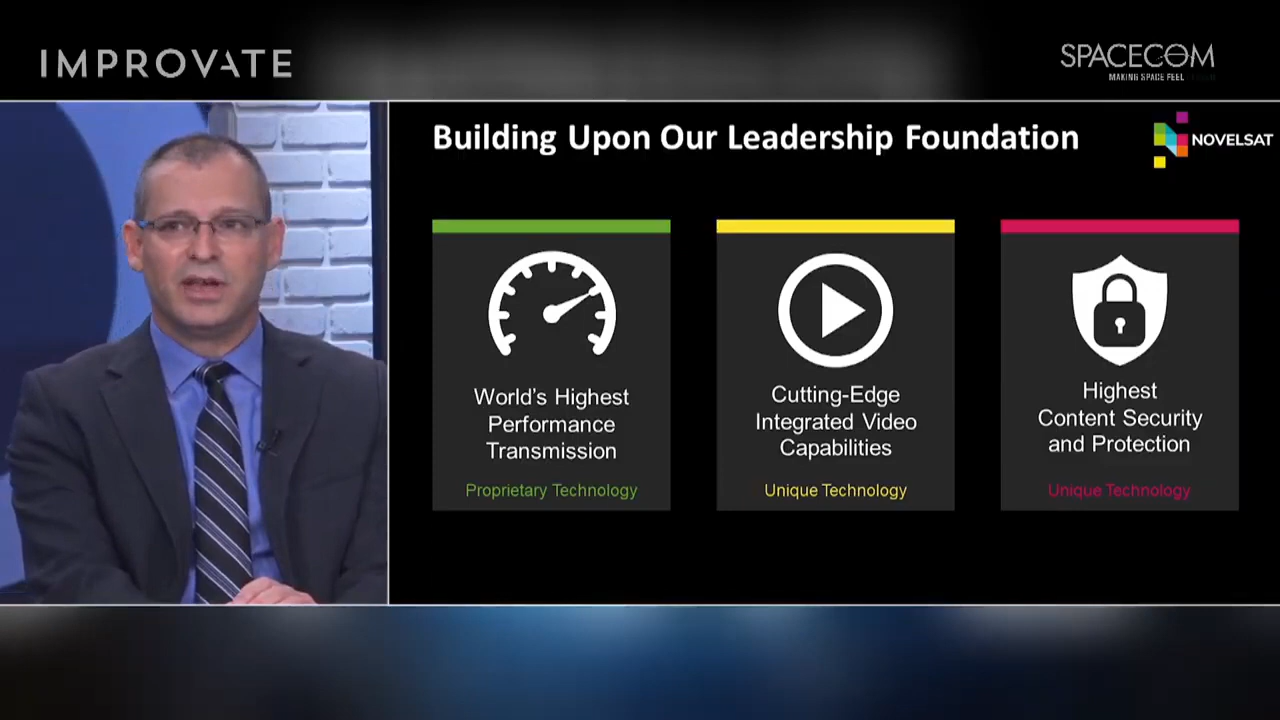 IMPROVATE
SPACECOM
MAKING SPACE FEEL
Building Upon Our Leadership Foundation
NOVELSAT
World's Highest
Performance
Transmission
Proprietary Technology
Cutting-Edge
Integrated Video
Capabilities
Unique Technology
Highest
Content Security
and Protection
Unique Technology